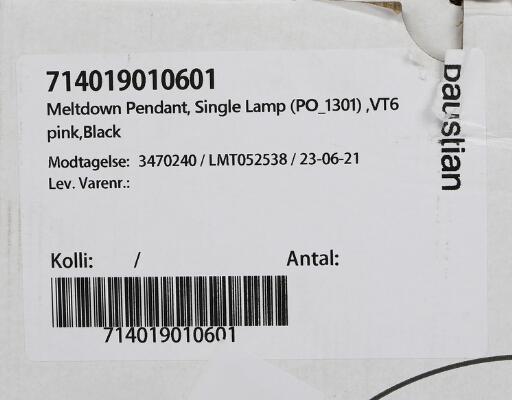 714019010601
Meltdown Pendant, Single Lamp (PO_1301) ,VT6
pink,Black
Modtagelse: 3470240 / LMT052538 / 23-06-21
Lev. Varenr.:
Kolli: /
Antal:
714019010601
paustian